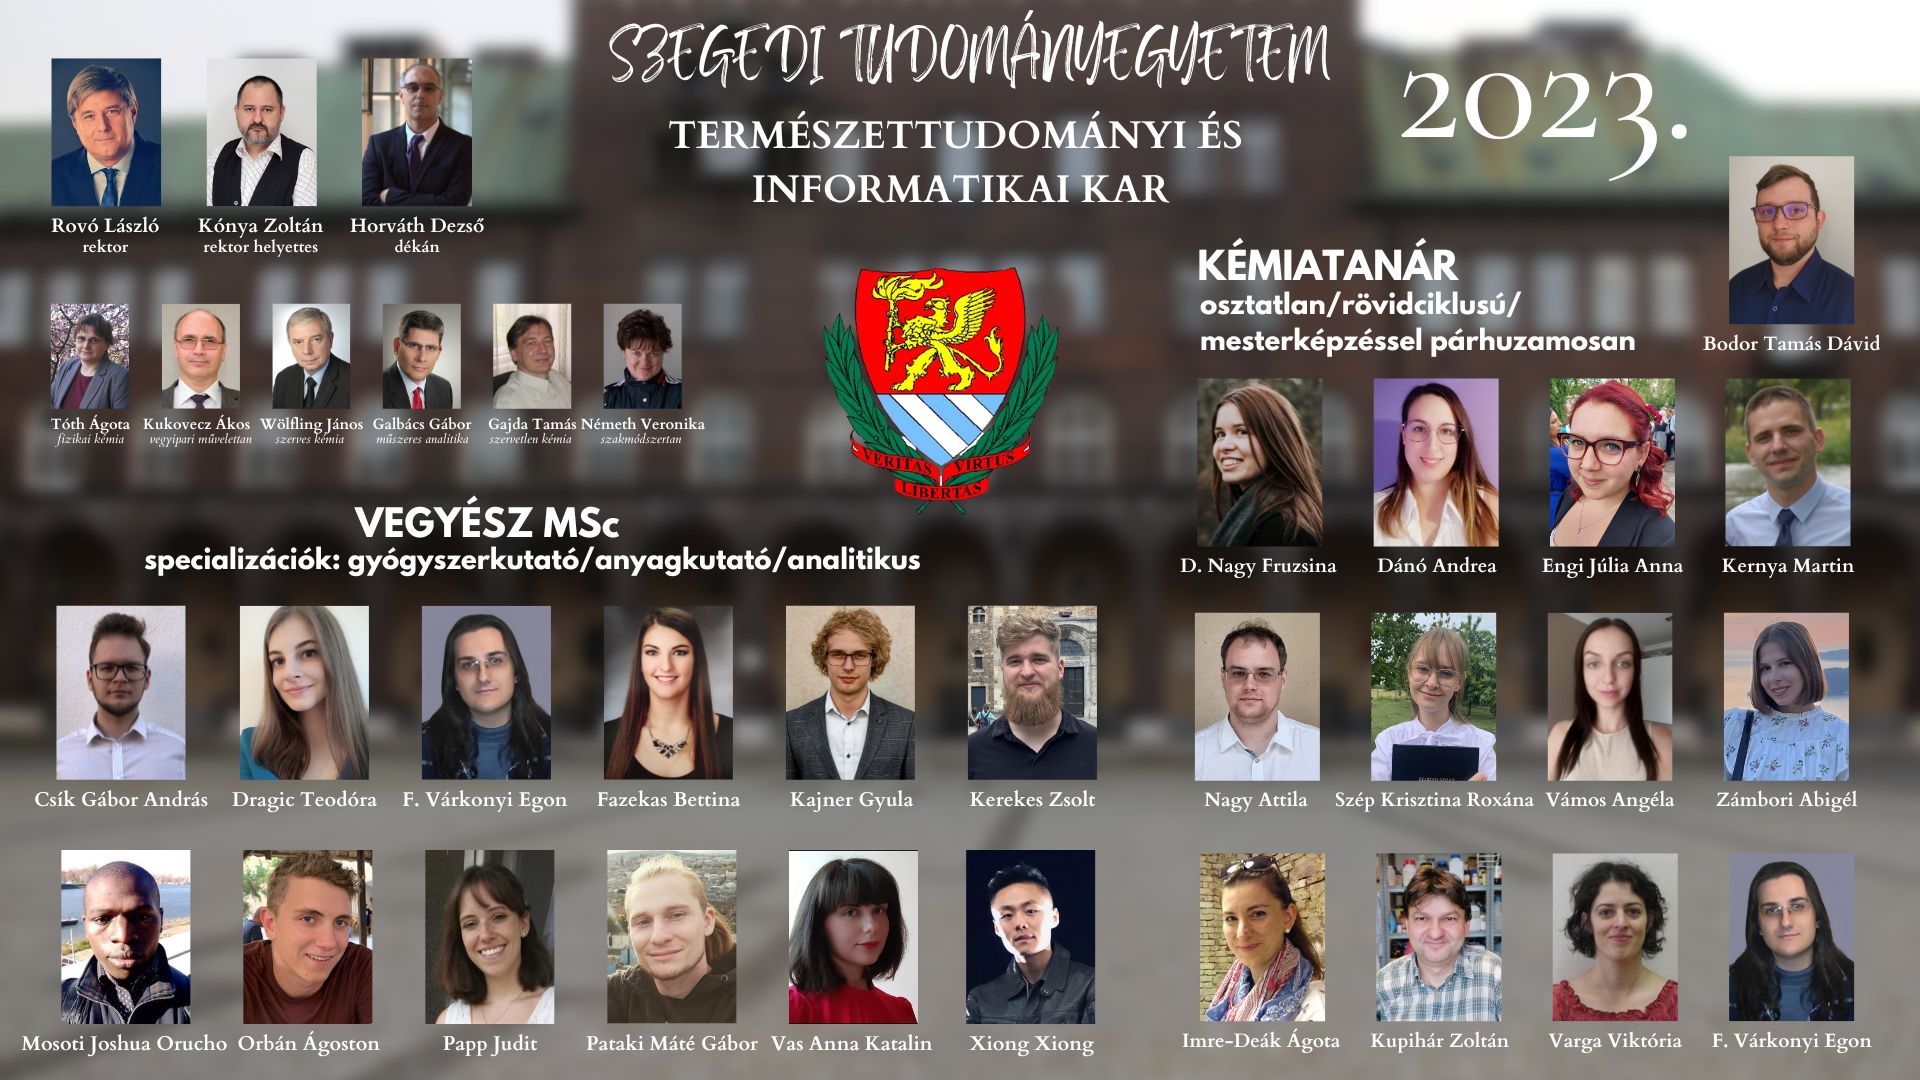 SZEGEDI TUDOMÁNYEGYETEM
TERMÉSZETTUDOMÁNYI ÉS
INFORMATIKAI KAR
2023.
Rovó László
rektor
Kónya Zoltán
rektor helyettes
Horváth Dezső
dékán
Tóth Ágota
fizikai kémia
Kukovecz Ákos
vegyipari művelettan
Wölfling János
szerves kémia
Galbács Gábor
műszeres analitika
Gajda Tamás
szervetlen kémia
Németh Veronika
szakmódszertan
VERITAS VIRTUS
LIBERTAS
VEGYÉSZ MSc
specializációk: gyógyszerkutató/anyagkutató/analitikus
Csík Gábor András
Dragic Teodóra
F. Várkonyi Egon
Fazekas Bettina
Kajner Gyula
Kerekes Zsolt
Mosoti Joshua Orucho
Orbán Ágoston
Papp Judit
Pataki Máté Gábor
Vas Anna Katalin
Xiong Xiong
KÉMIATANÁR
osztatlan/rövidciklusú/
mesterképzéssel párhuzamosan
Bodor Tamás Dávid
D. Nagy Fruzsina
Dánó Andrea
Engi Júlia Anna
Kernya Martin
Nagy Attila
Szép Krisztina Roxána
Vámos Angéla
Zámbori Abigél
Imre-Deák Ágota
Kupihár Zoltán
Varga Viktória
F. Várkonyi Egon